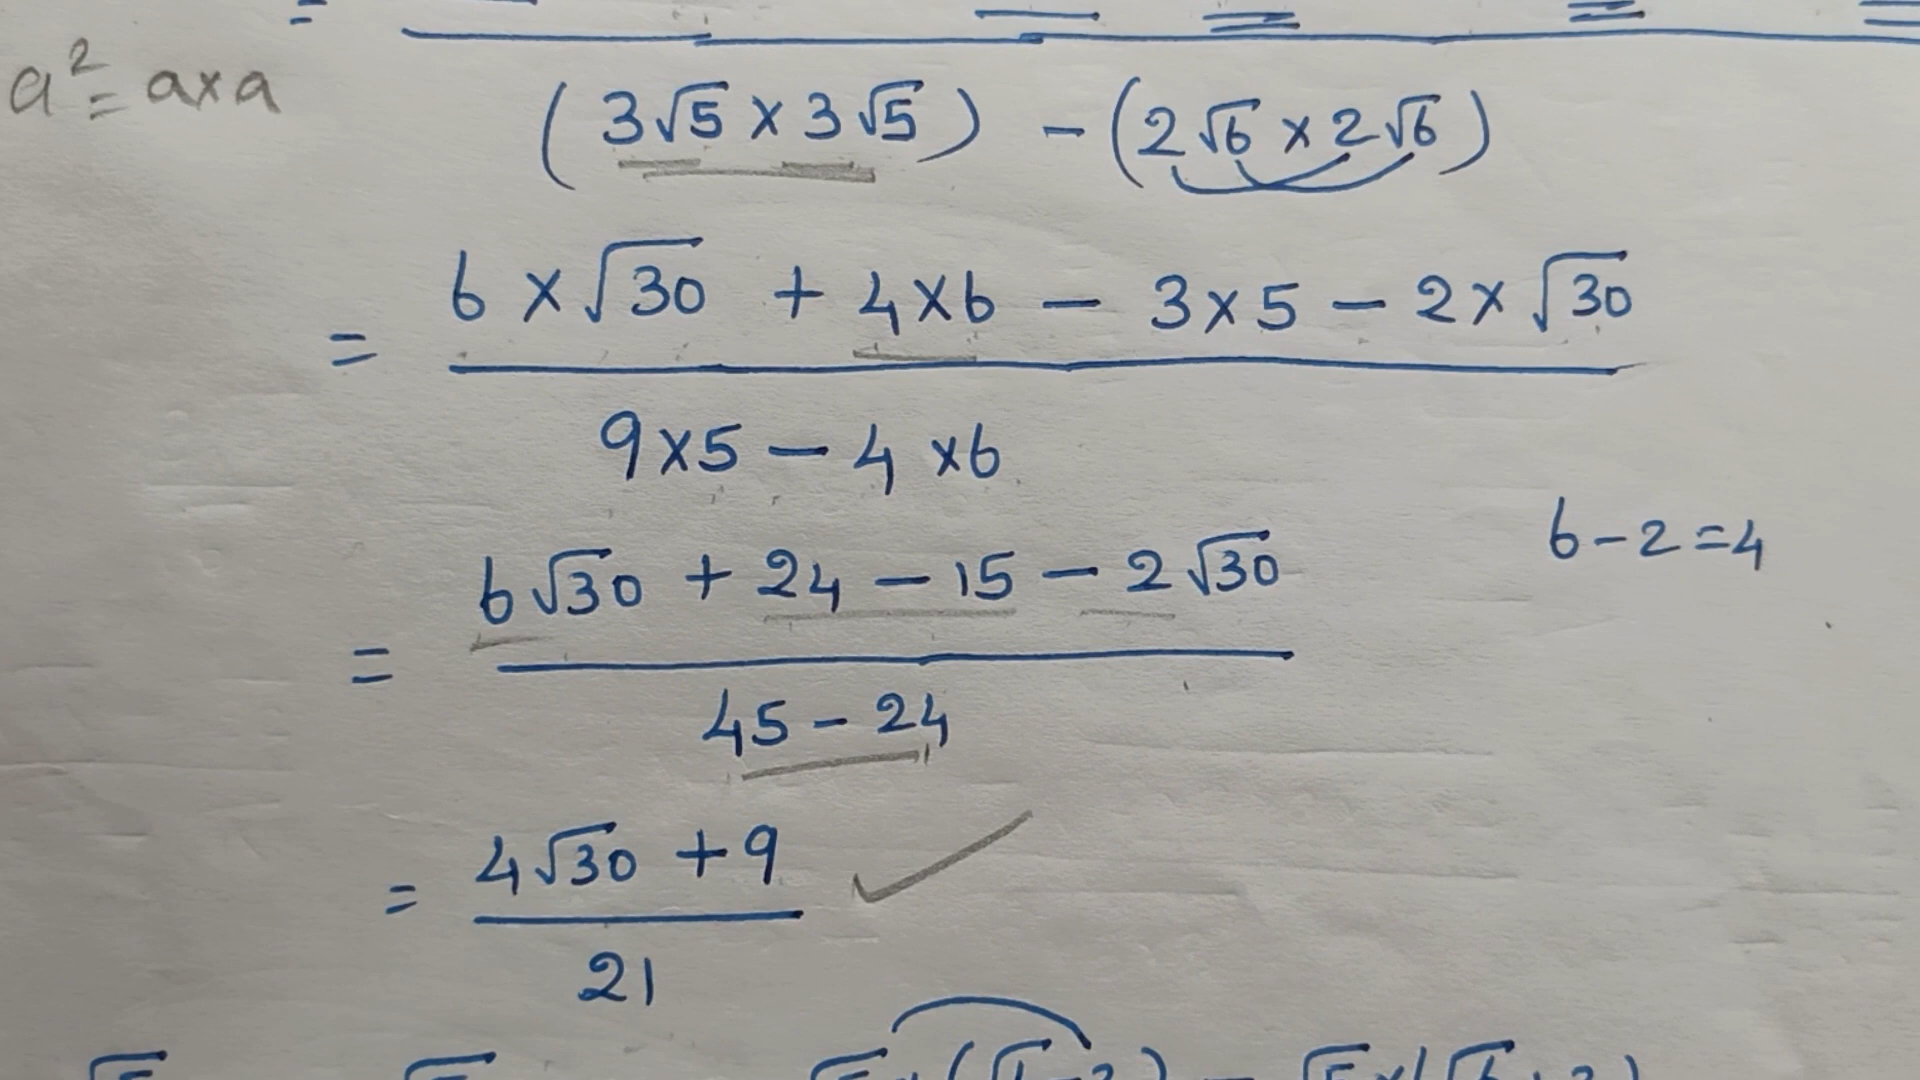 a² = a×a
(3√5 × 3√5) - (2√6 × 2√6)
6 × √30 + 4×6 - 3×5 - 2×√30
=
9×5 - 4×6
6 - 2 = 4
6√30 + 24 - 15 - 2√30
=
45 - 24
4√30 + 9
=
21